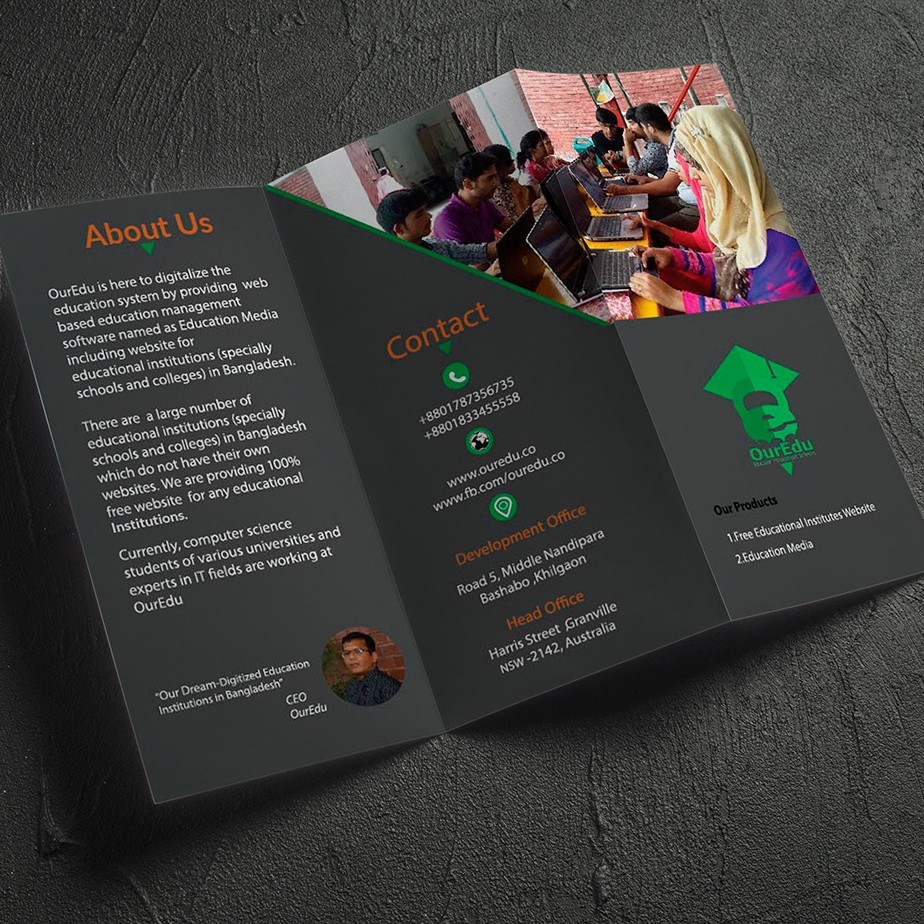 About Us
OurEdu is here to digitalize the
education system by providing web
based education management
software named as Education Media
including website for
educational institutions (specially
schools and colleges) in Bangladesh.
There are a large number of
educational institutions (specially
schools and colleges) in Bangladesh
which do not have their own
websites. We are providing 100%
free website for any educational
Institutions.
Currently, computer science
students of various universities and
experts in IT fields are working at
OurEdu
"Our Dream-Digitized Education
Institutions in Bangladesh"
CEO
OurEdu
Contact
+8801787356735
+8801833455558
www.ouredu.co
www.fb.com/ouredu.co
Development Office
Road 5, Middle Nandipara
Bashabo ,Khilgaon
Head Office
Harris Street ,Granville
NSW -2142, Australia
OurEdu
Our Products
1.Free Educational Institutes Website
2.Education Media